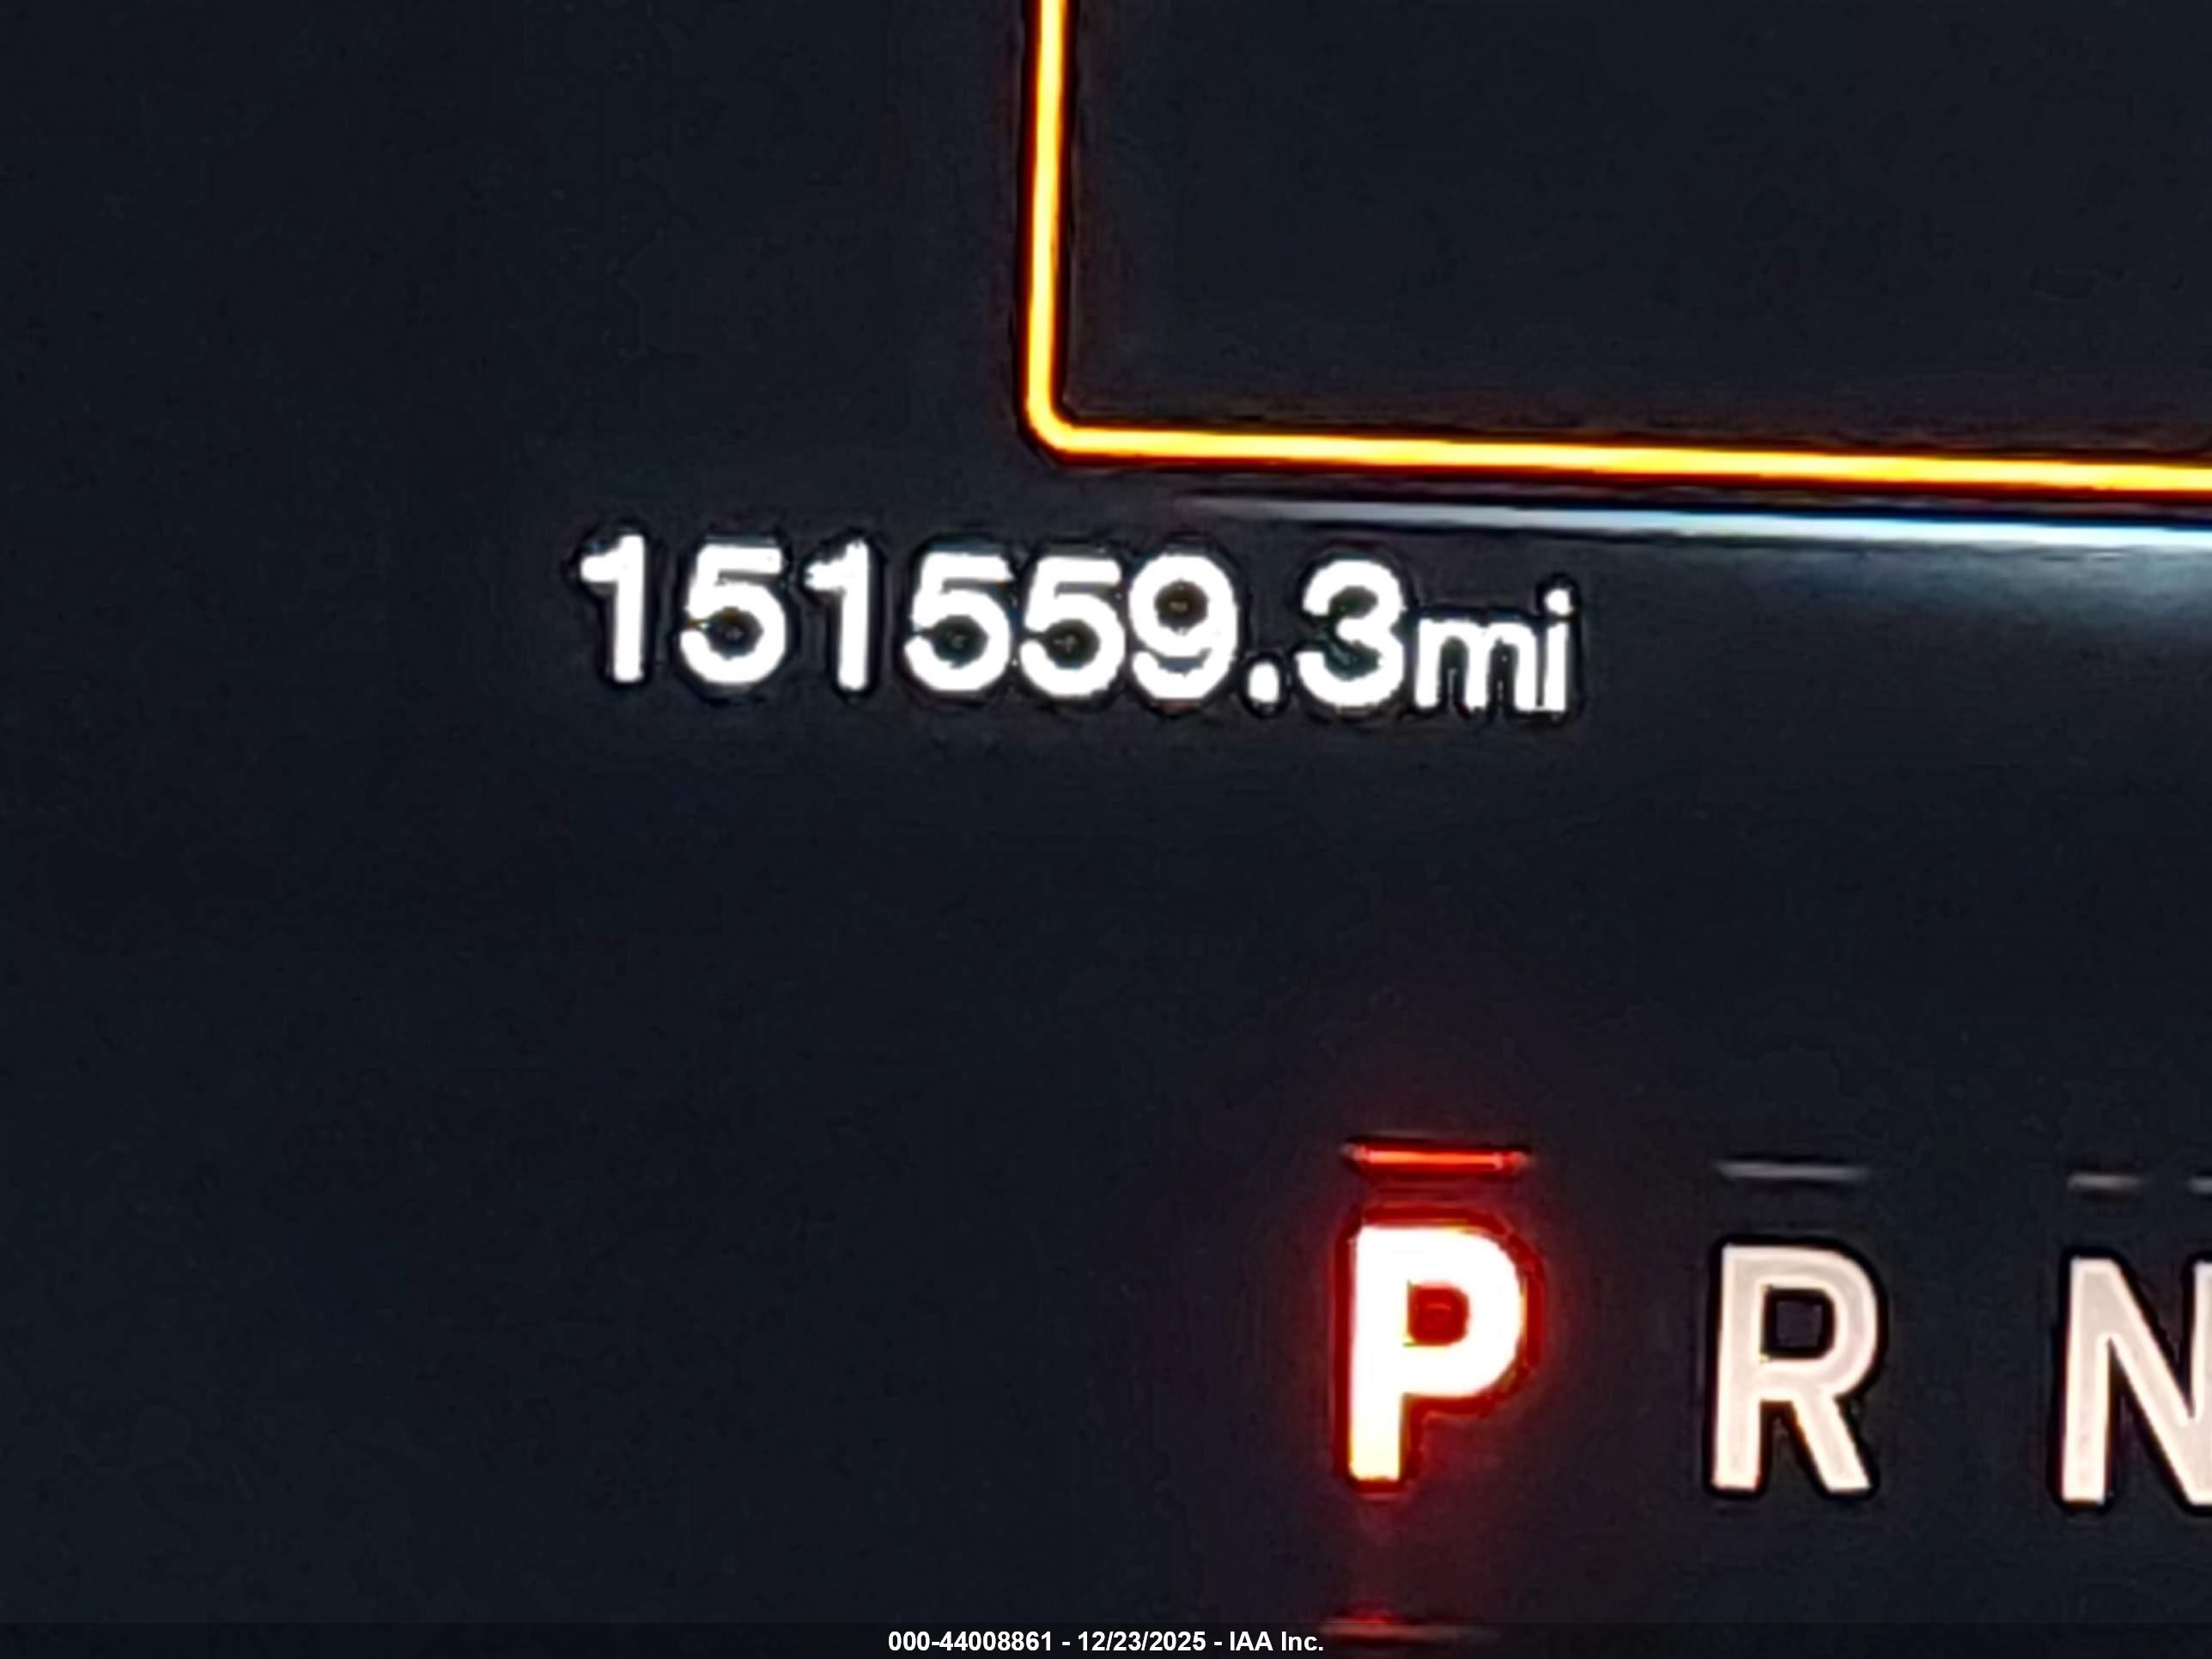 151559.3mi
P R N
000-44008861 - 12/23/2025 - IAA Inc.